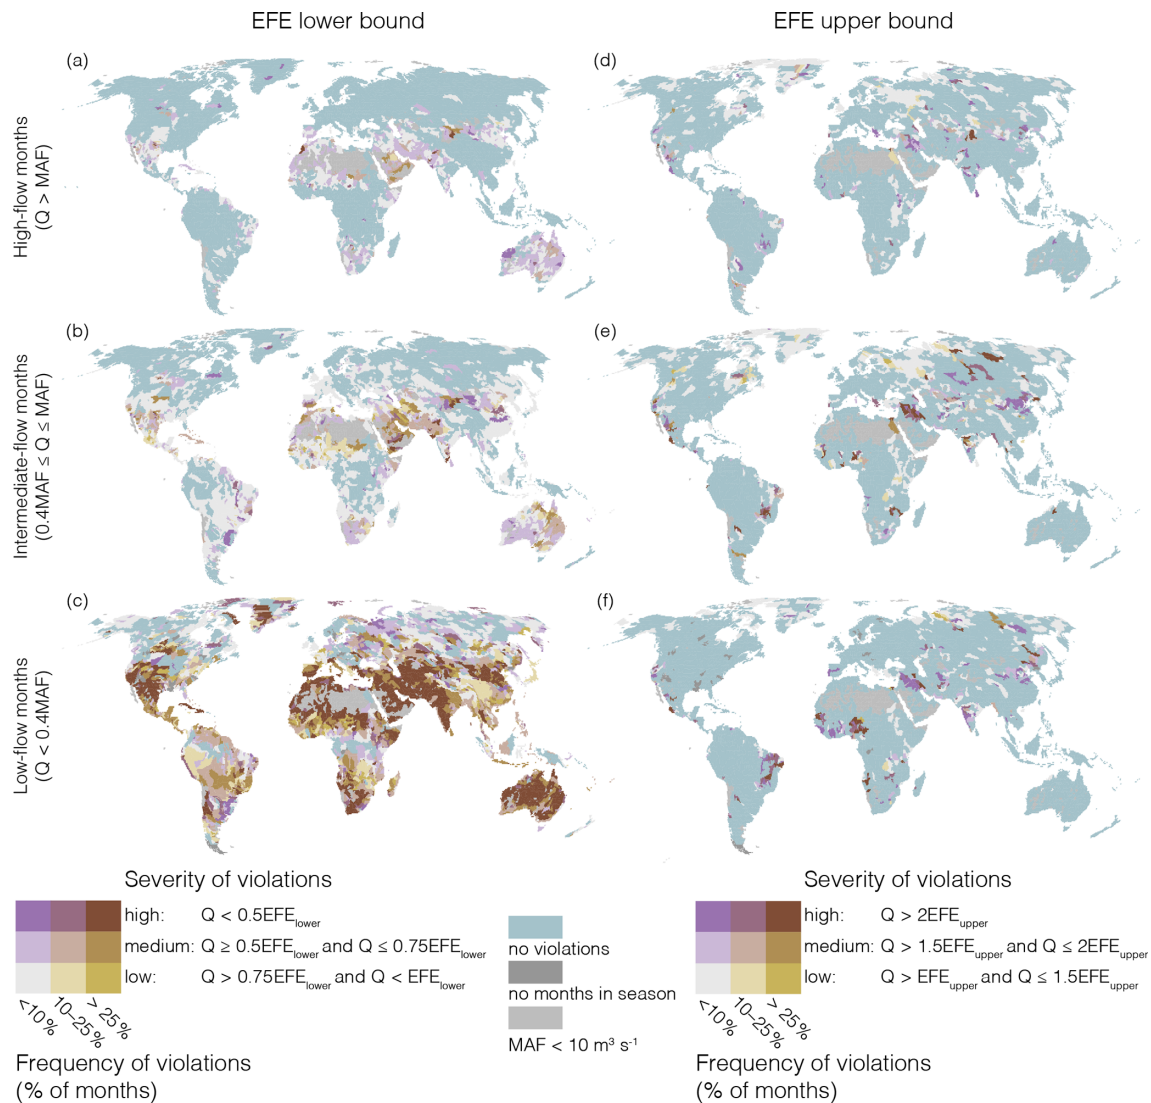 EFE lower bound
EFE upper bound
(a)
(d)
High-flow months
(Q > MAF)
(b)
(e)
Intermediate-flow months
(0.4MAF ≤ Q ≤ MAF)
(c)
(f)
Low-flow months
(Q < 0.4MAF)
Severity of violations
high: Q < 0.5EFElower
medium: Q ≥ 0.5EFElower and Q ≤ 0.75EFElower
low: Q > 0.75EFElower and Q < EFElower
<10%
10–25%
> 25%
Frequency of violations
(% of months)
no violations
no months in season
MAF < 10 m³ s⁻¹
Severity of violations
high: Q > 2EFEupper
medium: Q > 1.5EFEupper and Q ≤ 2EFEupper
low: Q > EFEupper and Q ≤ 1.5EFEupper
<10%
10–25%
> 25%
Frequency of violations
(% of months)